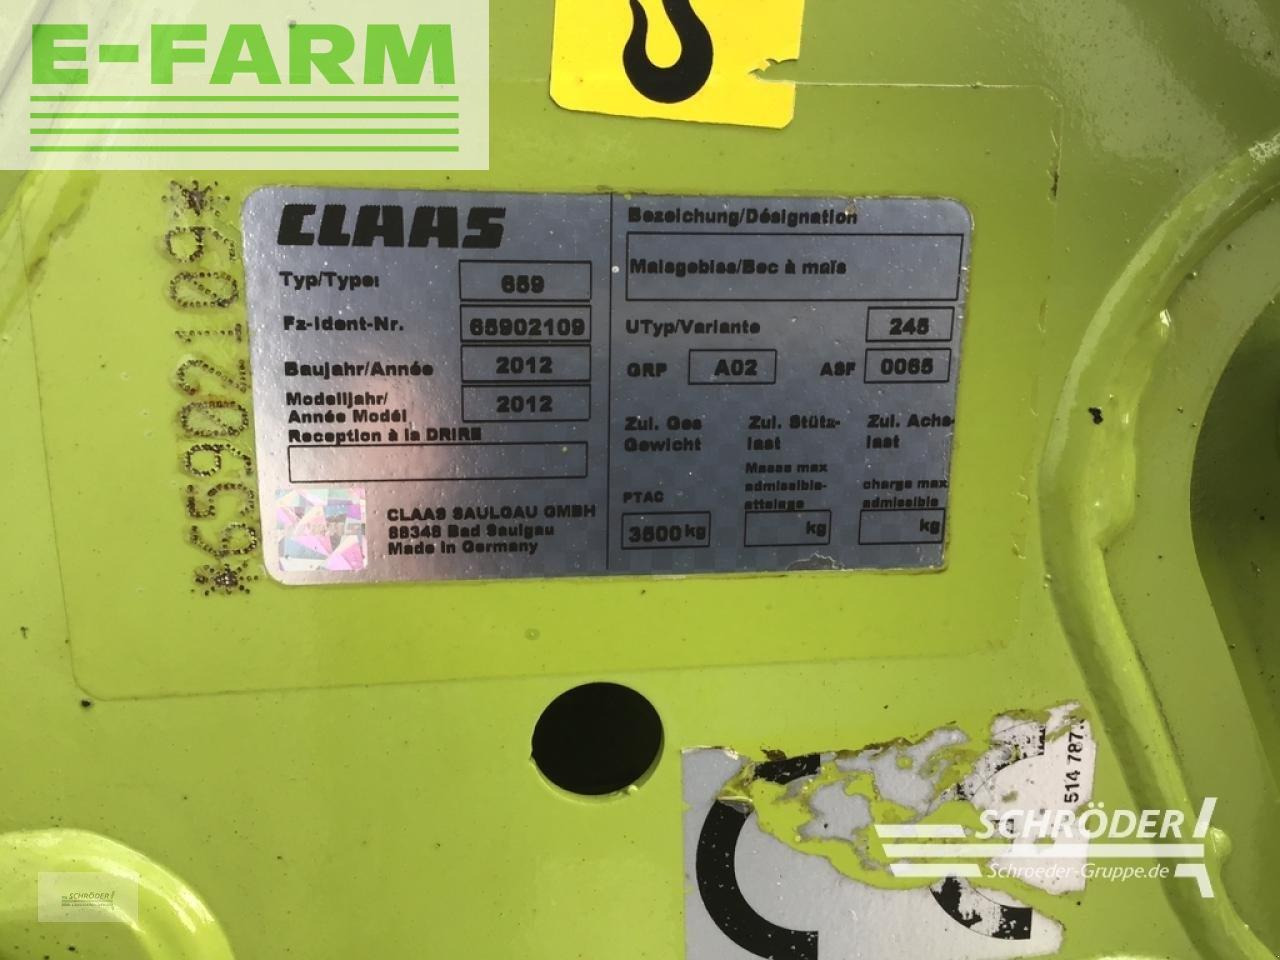 E-FARM
*65902109*
CLAAS
Typ/Type: 659
Fz-Ident-Nr. 65902109
Baujahr/Année 2012
Modelljahr/
Année Modél 2012
Reception à la DRIRE
CLAAS SAULGAU GMBH
88348 Bad Saulgau
Made in Germany
Bezeichung/Désignation
Maisgebiss/Bec à maïs
UTyp/Variante 245
GRP A02 ASF 0065
Zul. Ges
Gewicht
PTAC
3500 kg
Zul. Stütz-
last
Masse max
admissible-
attelage
kg
Zul. Achs-
last
charge max
admissible
kg
514 787
SCHRÖDER
Schroeder-Gruppe.de
SCHRÖDER